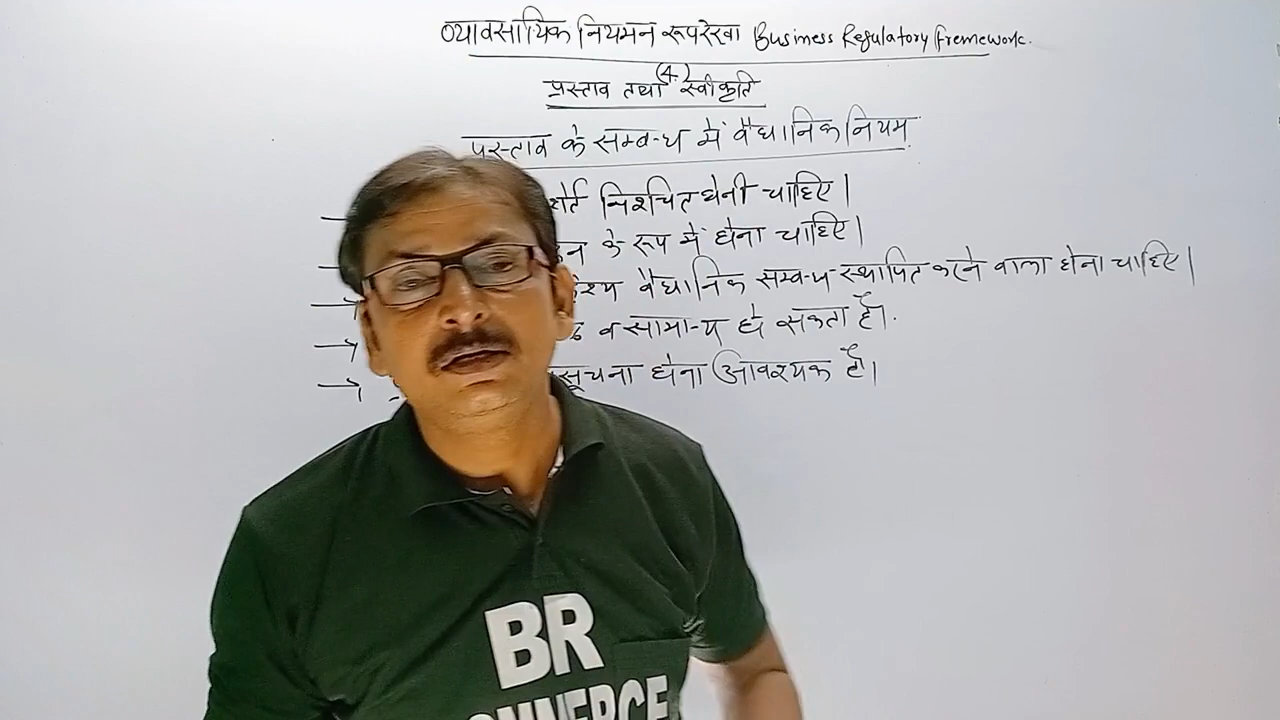 व्यावसायिक नियमन रूपरेखा Business Regulatory Fremework.
(4.)
प्रस्ताव तथा स्वीकृति
प्रस्ताव के सम्बन्ध में वैधानिक नियम
शर्ते निश्चित होनी चाहिए।
के रूप में होना चाहिए।
वैधानिक सम्बन्ध स्थापित करने वाला होना चाहिए।
व सामान्य हो सकता है।
सूचना होना आवश्यक है।
BR